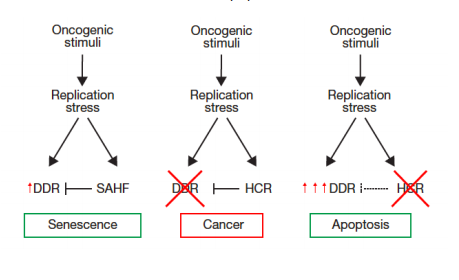 Oncogenic stimuli
Oncogenic stimuli
Oncogenic stimuli
Replication stress
Replication stress
Replication stress
↑DDR SAHF
DDR HCR
↑↑↑DDR HCR
Senescence
Cancer
Apoptosis